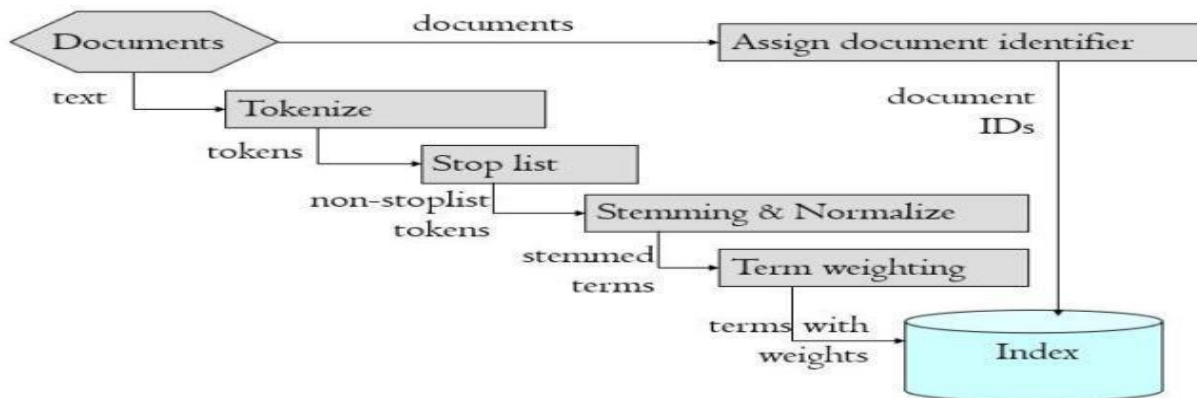 Documents
documents
Assign document identifier
text
Tokenize
document
IDs
tokens
Stop list
non-stoplist
tokens
Stemming & Normalize
stemmed
terms
Term weighting
terms with
weights
Index